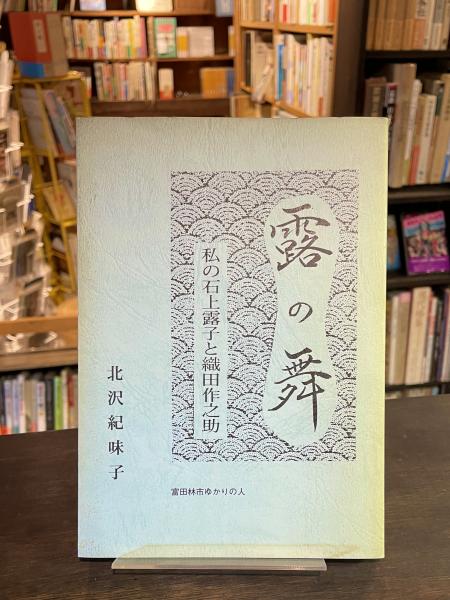 露の舞
私の石上露子と織田作之助
北沢紀味子
富田林市ゆかりの人